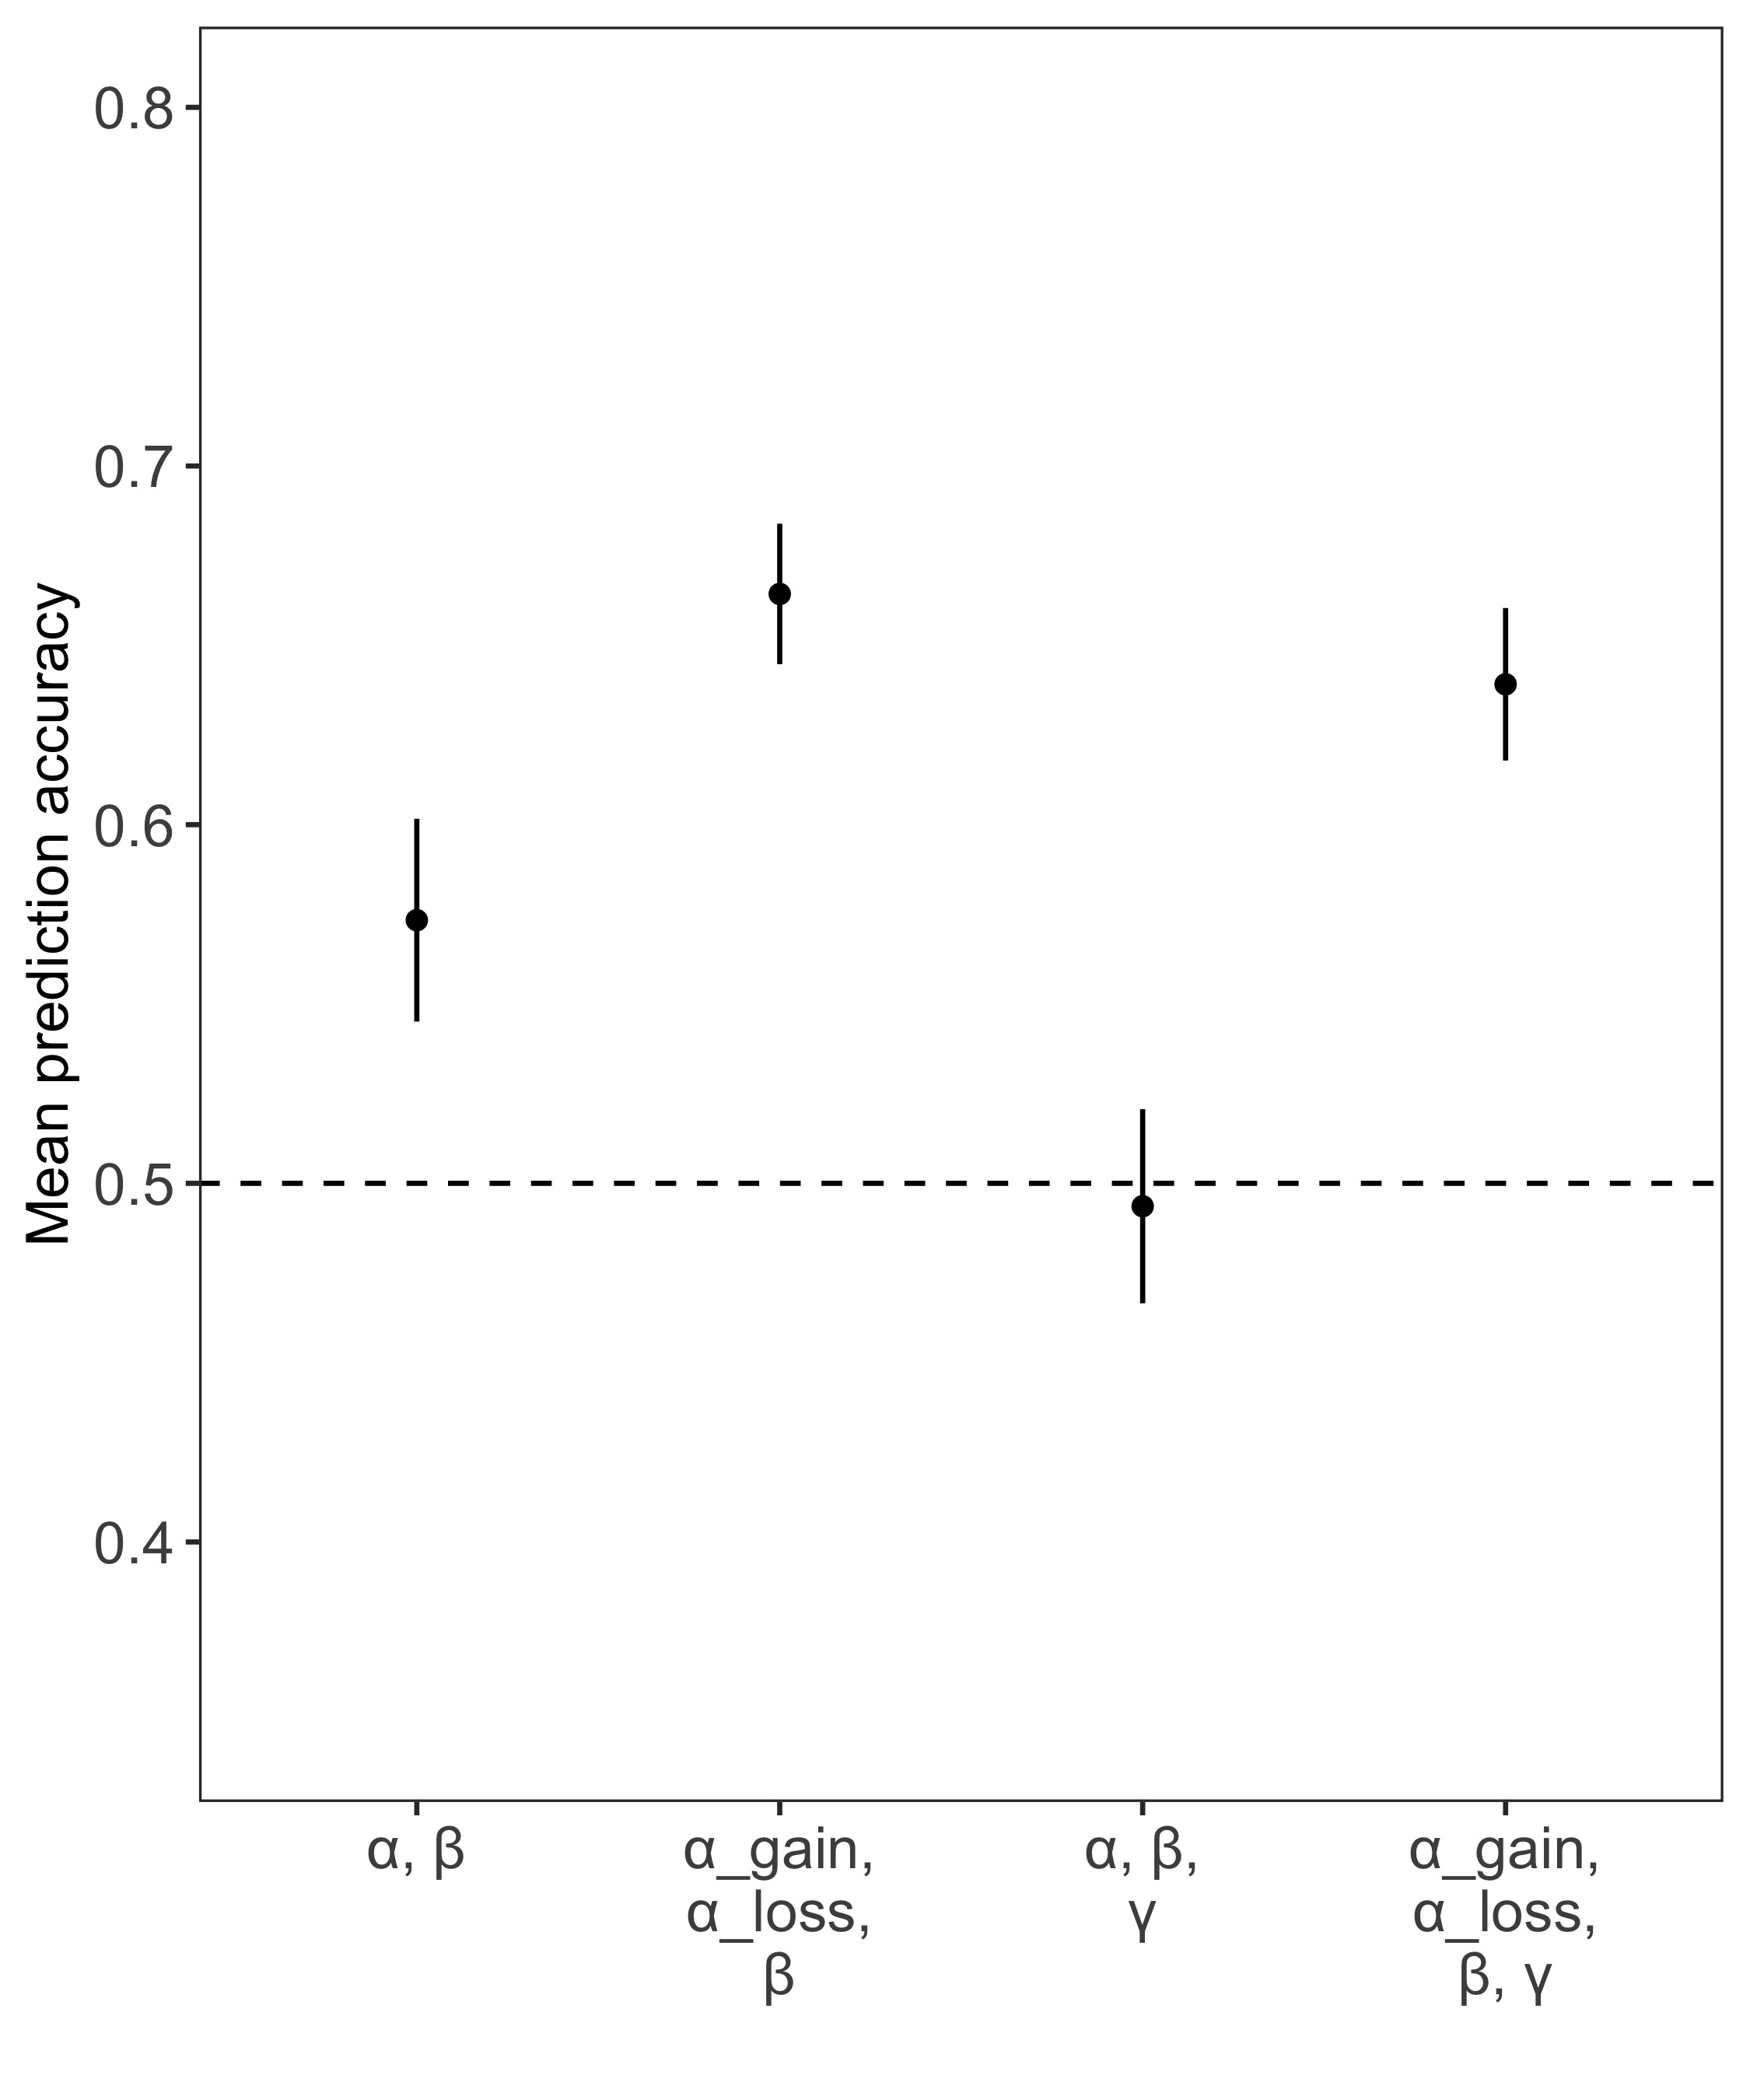 Mean prediction accuracy
0.8
0.7
0.6
0.5
0.4
α, β
α_gain,
α_loss,
β
α, β,
γ
α_gain,
α_loss,
β, γ